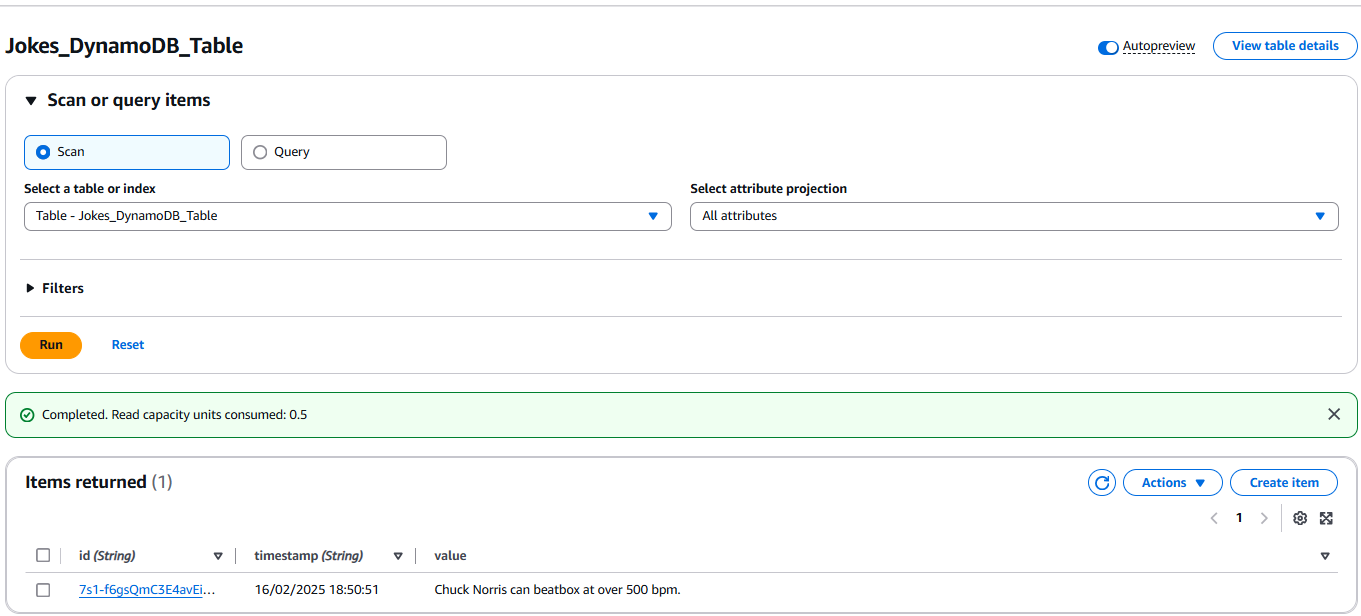 Jokes_DynamoDB_Table
Autopreview
View table details
Scan or query items
Scan
Query
Select a table or index
Select attribute projection
Table - Jokes_DynamoDB_Table
All attributes
Filters
Run
Reset
Completed. Read capacity units consumed: 0.5
Items returned (1)
Actions
Create item
1
id (String)
timestamp (String)
value
7s1-f6gsQmC3E4avEi...
16/02/2025 18:50:51
Chuck Norris can beatbox at over 500 bpm.